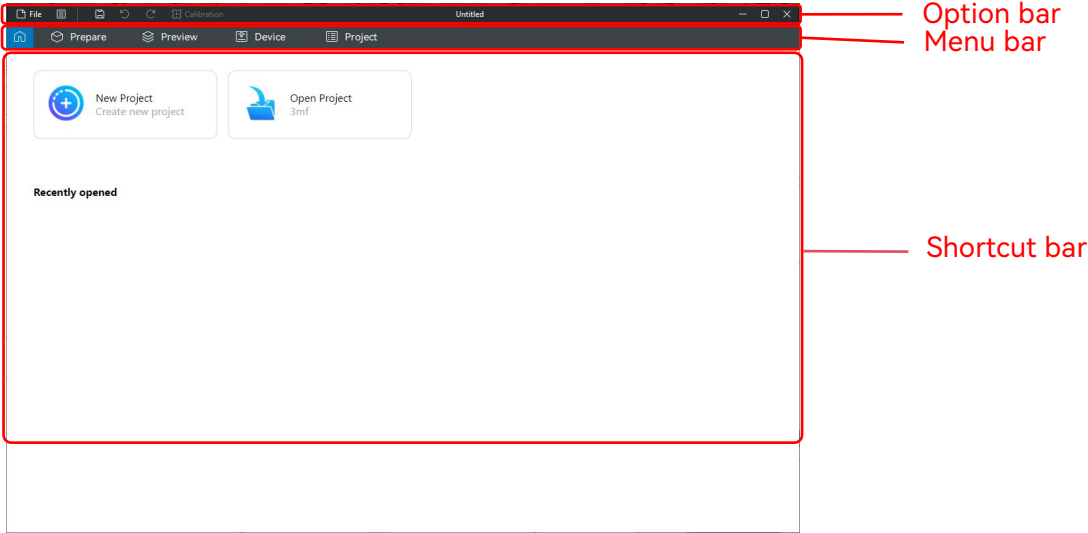 File Calibration Untitled
Option bar
Prepare Preview Device Project
Menu bar
New Project
Create new project
Open Project
3mf
Recently opened
Shortcut bar